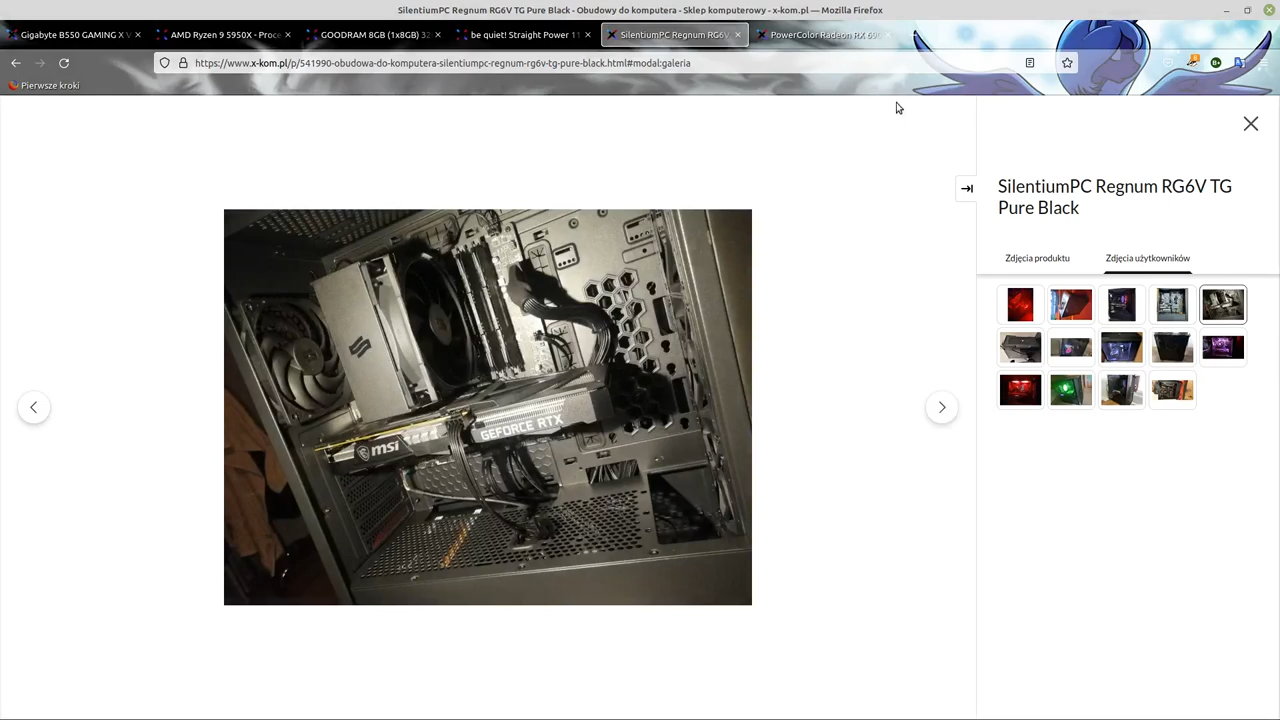 SilentiumPC Regnum RG6V TG Pure Black - Obudowy do komputera - Sklep komputerowy - x-kom.pl — Mozilla Firefox
Gigabyte B550 GAMING X V
AMD Ryzen 9 5950X - Proce
GOODRAM 8GB (1x8GB) 32
be quiet! Straight Power 11
SilentiumPC Regnum RG6V
PowerColor Radeon RX 69
https://www.x-kom.pl/p/541990-obudowa-do-komputera-silentiumpc-regnum-rg6v-tg-pure-black.html#modal:galeria
Pierwsze kroki
SilentiumPC Regnum RG6V TG
Pure Black
Zdjęcia produktu
Zdjęcia użytkowników
msi
GEFORCE RTX